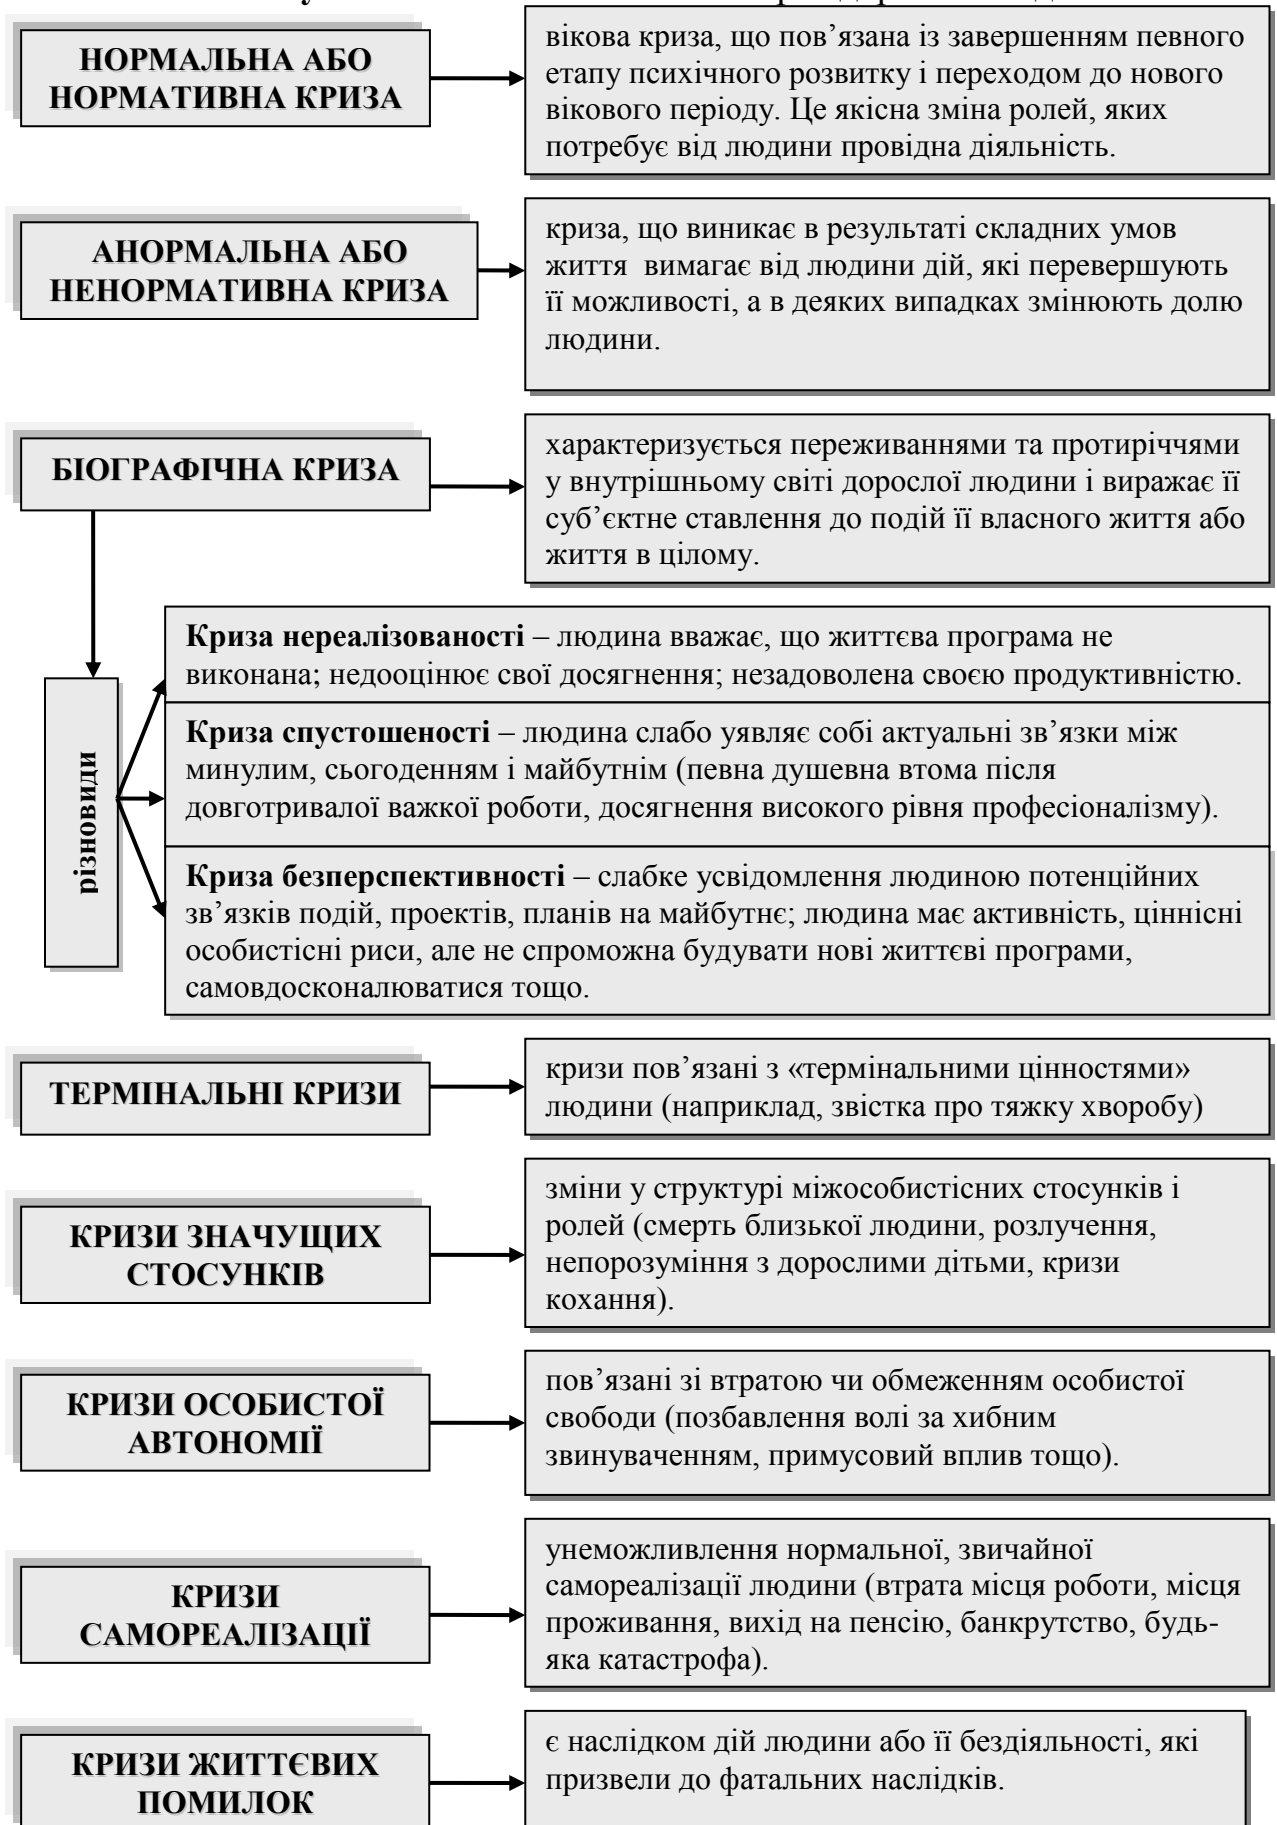 НОРМАЛЬНА АБО
НОРМАТИВНА КРИЗА
вікова криза, що пов’язана із завершенням певного
етапу психічного розвитку і переходом до нового
вікового періоду. Це якісна зміна ролей, яких
потребує від людини провідна діяльність.
АНОРМАЛЬНА АБО
НЕНОРМАТИВНА КРИЗА
криза, що виникає в результаті складних умов
життя  вимагає від людини дій, які перевершують
її можливості, а в деяких випадках змінюють долю
людини.
БІОГРАФІЧНА КРИЗА
характеризується переживаннями та протиріччями
у внутрішньому світі дорослої людини і виражає її
суб’єктне ставлення до подій її власного життя або
життя в цілому.
різновиди
Криза нереалізованості – людина вважає, що життєва програма не
виконана; недооцінює свої досягнення; незадоволена своєю продуктивністю.
Криза спустошеності – людина слабо уявляє собі актуальні зв’язки між
минулим, сьогоденням і майбутнім (певна душевна втома після
довготривалої важкої роботи, досягнення високого рівня професіоналізму).
Криза безперспективності – слабке усвідомлення людиною потенційних
зв’язків подій, проектів, планів на майбутнє; людина має активність, ціннісні
особистісні риси, але не спроможна будувати нові життєві програми,
самовдосконалюватися тощо.
ТЕРМІНАЛЬНІ КРИЗИ
кризи пов’язані з «термінальними цінностями»
людини (наприклад, звістка про тяжку хворобу)
КРИЗИ ЗНАЧУЩИХ
СТОСУНКІВ
зміни у структурі міжособистісних стосунків і
ролей (смерть близької людини, розлучення,
непорозуміння з дорослими дітьми, кризи
кохання).
КРИЗИ ОСОБИСТОЇ
АВТОНОМІЇ
пов’язані зі втратою чи обмеженням особистої
свободи (позбавлення волі за хибним
звинуваченням, примусовий вплив тощо).
КРИЗИ
САМОРЕАЛІЗАЦІЇ
унеможливлення нормальної, звичайної
самореалізації людини (втрата місця роботи, місця
проживання, вихід на пенсію, банкрутство, будь-
яка катастрофа).
КРИЗИ ЖИТТЄВИХ
ПОМИЛОК
є наслідком дій людини або її бездіяльності, які
призвели до фатальних наслідків.